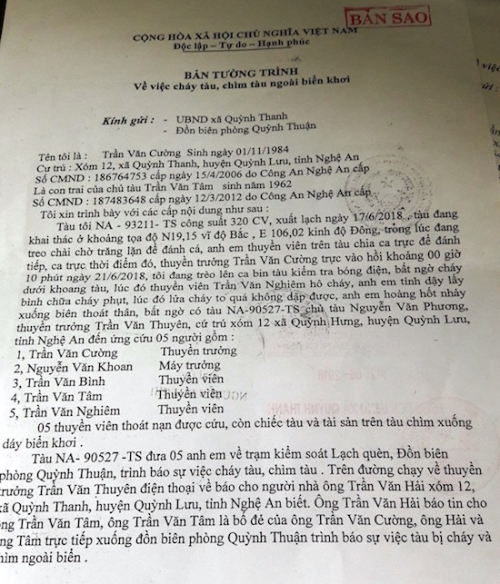 BẢN SAO
CỘNG HÒA XÃ HỘI CHỦ NGHĨA VIỆT NAM
Độc lập – Tự do – Hạnh phúc
BẢN TƯỜNG TRÌNH
Về việc cháy tàu, chìm tàu ngoài biển khơi
Kính gửi : - UBND xã Quỳnh Thanh
- Đồn biên phòng Quỳnh Thuận
Tên tôi là : Trần Văn Cường Sinh ngày 01/11/1984
Cư trú : Xóm 12, xã Quỳnh Thanh, huyện Quỳnh Lưu, tỉnh Nghệ An
Số CMND : 186764753 cấp ngày 15/4/2006 do Công An Nghệ An cấp
Là con trai của chủ tàu Trần Văn Tâm sinh năm 1962
Số CMND : 187483648 cấp ngày 12/3/2012 do Công An Nghệ An cấp
Tôi xin trình bày với các cấp nội dung như sau :
Tàu tôi NA - 93211- TS công suất 320 CV, xuất lạch ngày 17/6/2018 , tàu đang
khai thác ở khoảng tọa độ N19,15 vĩ độ Bắc , E 106,02 kinh độ Đông, trong lúc đang
treo chài chờ trăng lặn để đánh cá, anh em thuyền viên trên tàu chia ca trực để đánh
tiếp, ca trực thời điểm đó, thuyền trưởng Trần Văn Cường trực vào hồi khoảng 00 giờ
10 phút ngày 21/6/2018, tôi đang trèo lên ca bin tàu kiểm tra bóng điện, bất ngờ cháy
dưới khoang tàu, lúc đó thuyền viên Trần Văn Nghiêm hô cháy, anh em tỉnh dậy lấy
bình chữa cháy phụt, lúc đó lửa cháy to quá không dập được, anh em hoảng hốt nhảy
xuống biển thoát thân, bất ngờ có tàu NA-90527-TS chủ tàu Nguyễn Văn Phương,
thuyền trưởng Trần Văn Thuyên, cư trú xóm 12 xã Quỳnh Hưng, huyện Quỳnh Lưu,
tỉnh Nghệ An đến ứng cứu 05 người gồm :
1, Trần Văn Cường Thuyền trưởng
2, Nguyễn Văn Khoan Máy trưởng
3, Trần Văn Bình Thuyền viên
4, Trần Văn Tâm Thuyền viên
5, Trần Văn Nghiêm Thuyền viên
05 thuyền viên thoát nạn được cứu, còn chiếc tàu và tài sản trên tàu chìm xuống
dáy biển khơi .
Tàu NA- 90527 -TS đưa 05 anh em về trạm kiểm soát Lạch quèn, Đồn biên
phòng Quỳnh Thuận, trình báo sự việc cháy tàu, chìm tàu . Trên đường chạy về thuyền
trưởng Trần Văn Thuyên điện thoại về báo cho người nhà ông Trần Văn Hải xóm 12,
xã Quỳnh Thanh, huyện Quỳnh Lưu, tỉnh Nghệ An biết. Ông Trần Văn Hải báo tin cho
ông Trần Văn Tâm, ông Trần Văn Tâm là bố đẻ của ông Trần Văn Cường, ông Hải và
ng Tâm trực tiếp xuống đồn biên phòng Quỳnh Thuận trình báo sự việc tàu bị cháy và
hìm ngoài biển .